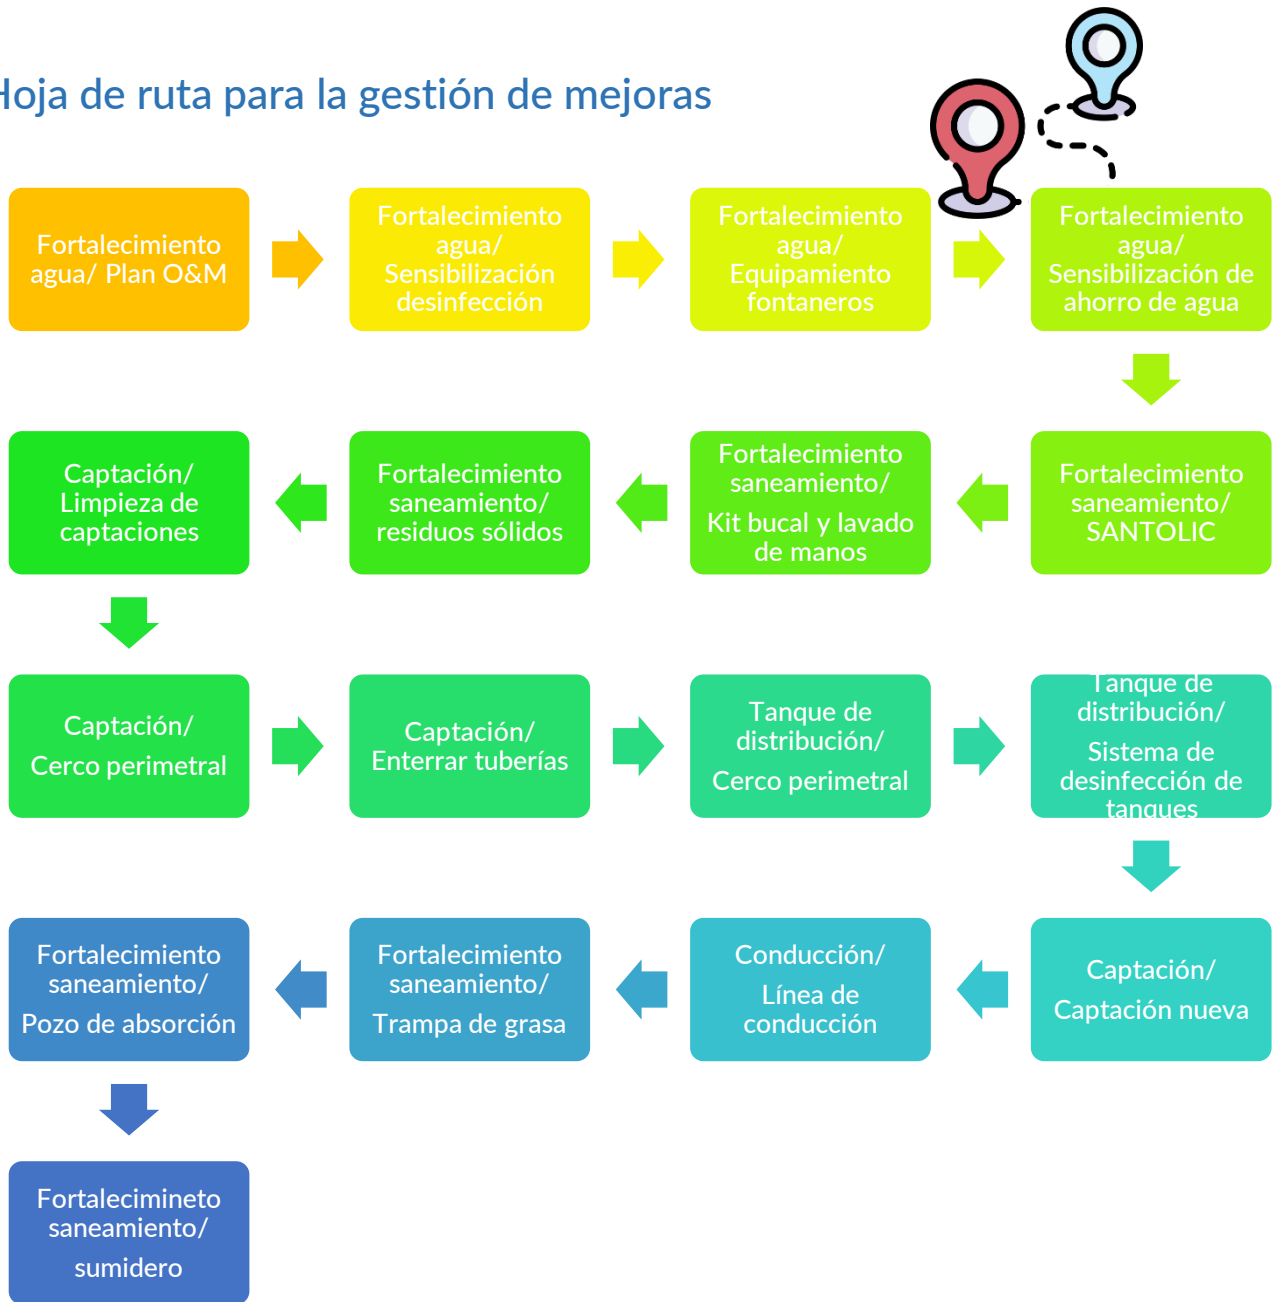 Hoja de ruta para la gestión de mejoras
Fortalecimiento
agua/ Plan O&M
Fortalecimiento
agua/
Sensibilización
desinfección
Fortalecimiento
agua/
Equipamiento
fontaneros
Fortalecimiento
agua/
Sensibilización de
ahorro de agua
Fortalecimiento
saneamiento/
SANTOLIC
Fortalecimiento
saneamiento/
Kit bucal y lavado
de manos
Fortalecimiento
saneamiento/
residuos sólidos
Captación/
Limpieza de
captaciones
Captación/
Cerco perimetral
Captación/
Enterrar tuberías
Tanque de
distribución/
Cerco perimetral
Tanque de
distribución/
Sistema de
desinfección de
tanques
Captación/
Captación nueva
Conducción/
Línea de
conducción
Fortalecimiento
saneamiento/
Trampa de grasa
Fortalecimiento
saneamiento/
Pozo de absorción
Fortalecimineto
saneamiento/
sumidero